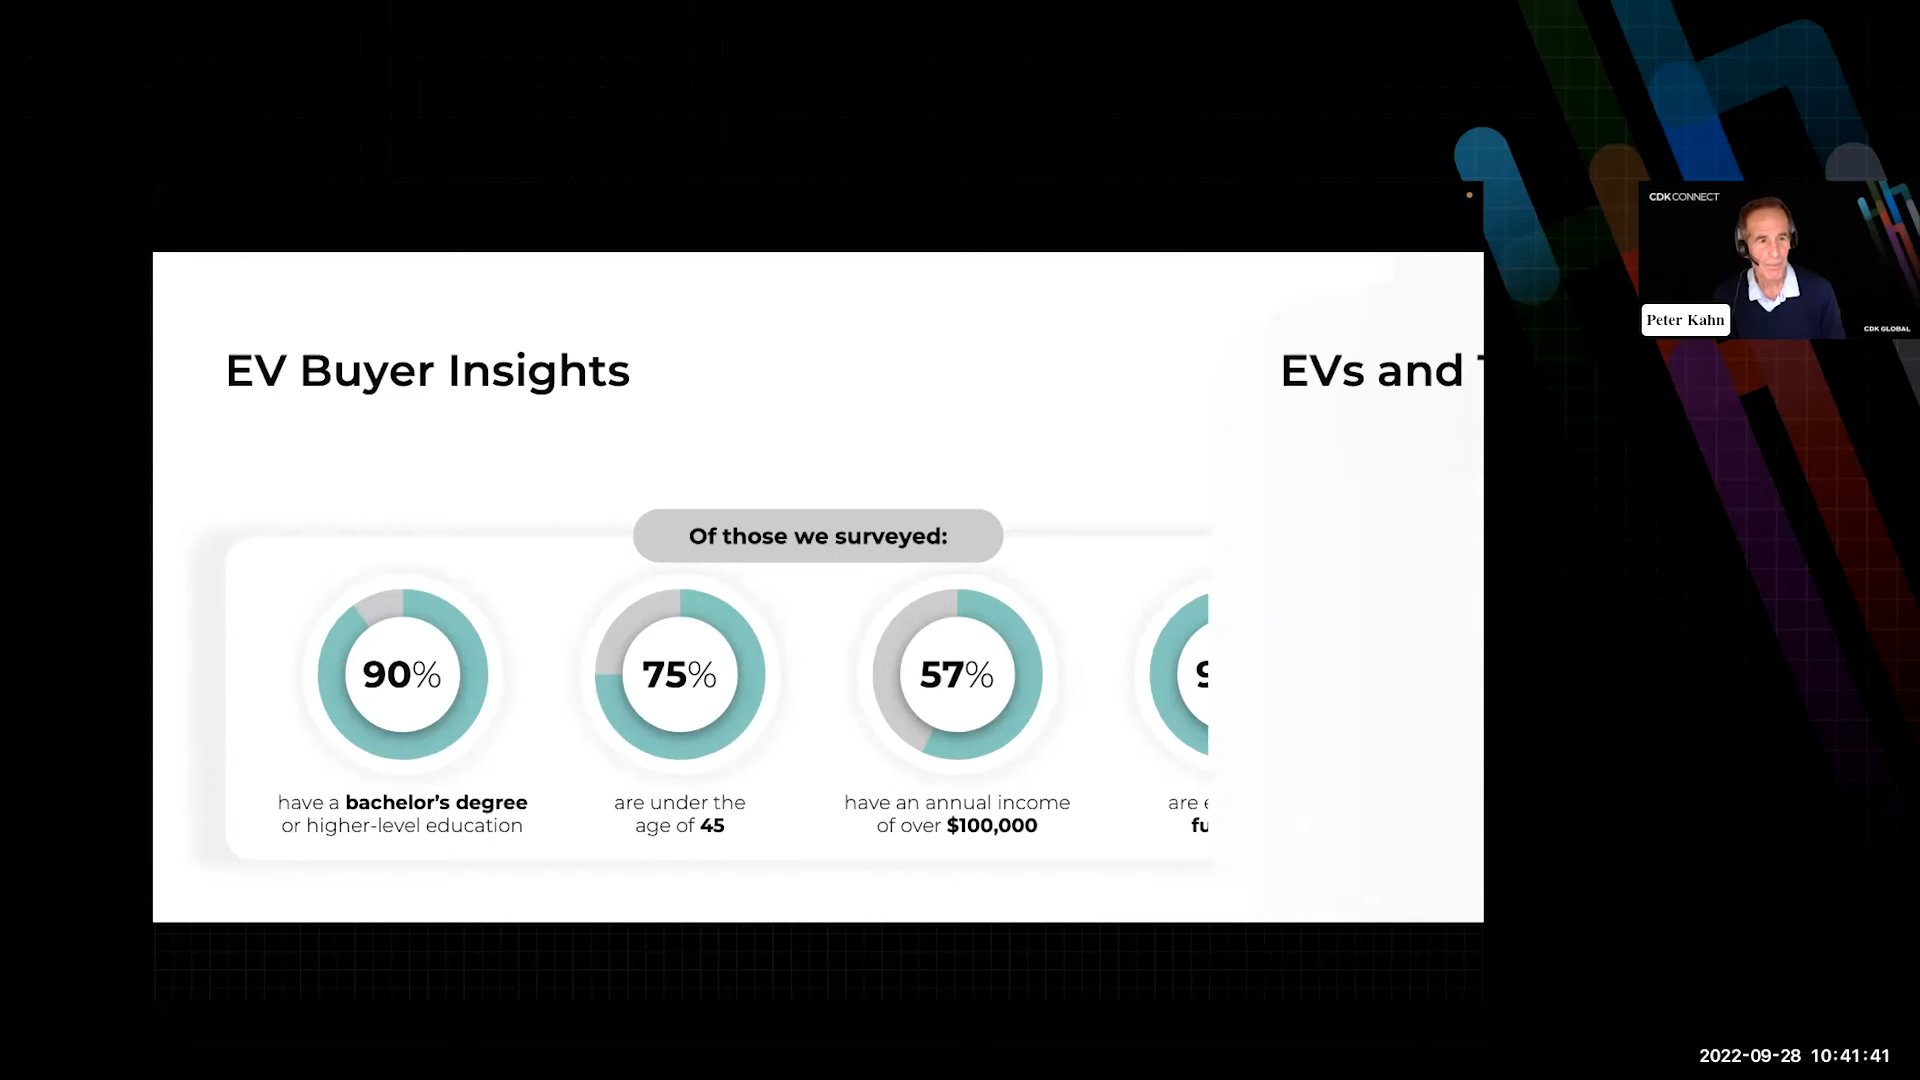 CDK CONNECT
Peter Kahn
CDK GLOBAL
EV Buyer Insights
EVs and
Of those we surveyed:
90%
have a bachelor's degree
or higher-level education
75%
are under the
age of 45
57%
have an annual income
of over $100,000
are
2022-09-28 10:41:41